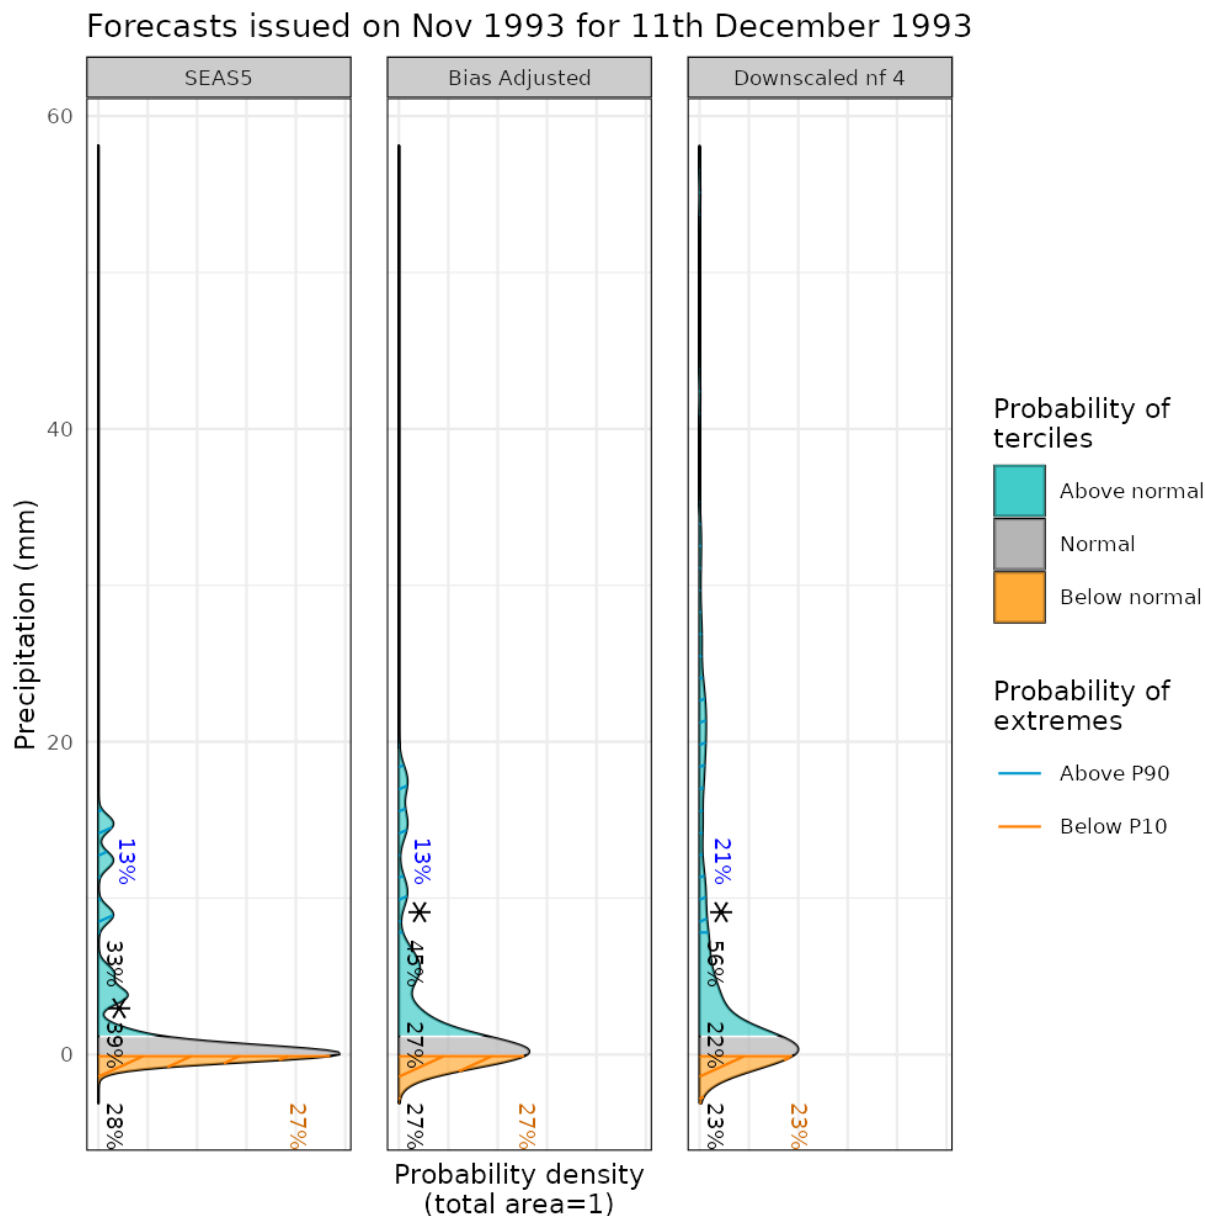 Forecasts issued on Nov 1993 for 11th December 1993
SEAS5
Bias Adjusted
Downscaled nf 4
60
40
20
0
Precipitation (mm)
13%
33%
39%
28%
27%
13%
45%
27%
27%
27%
21%
56%
22%
23%
23%
Probability density
(total area=1)
Probability of
terciles
Above normal
Normal
Below normal
Probability of
extremes
Above P90
Below P10